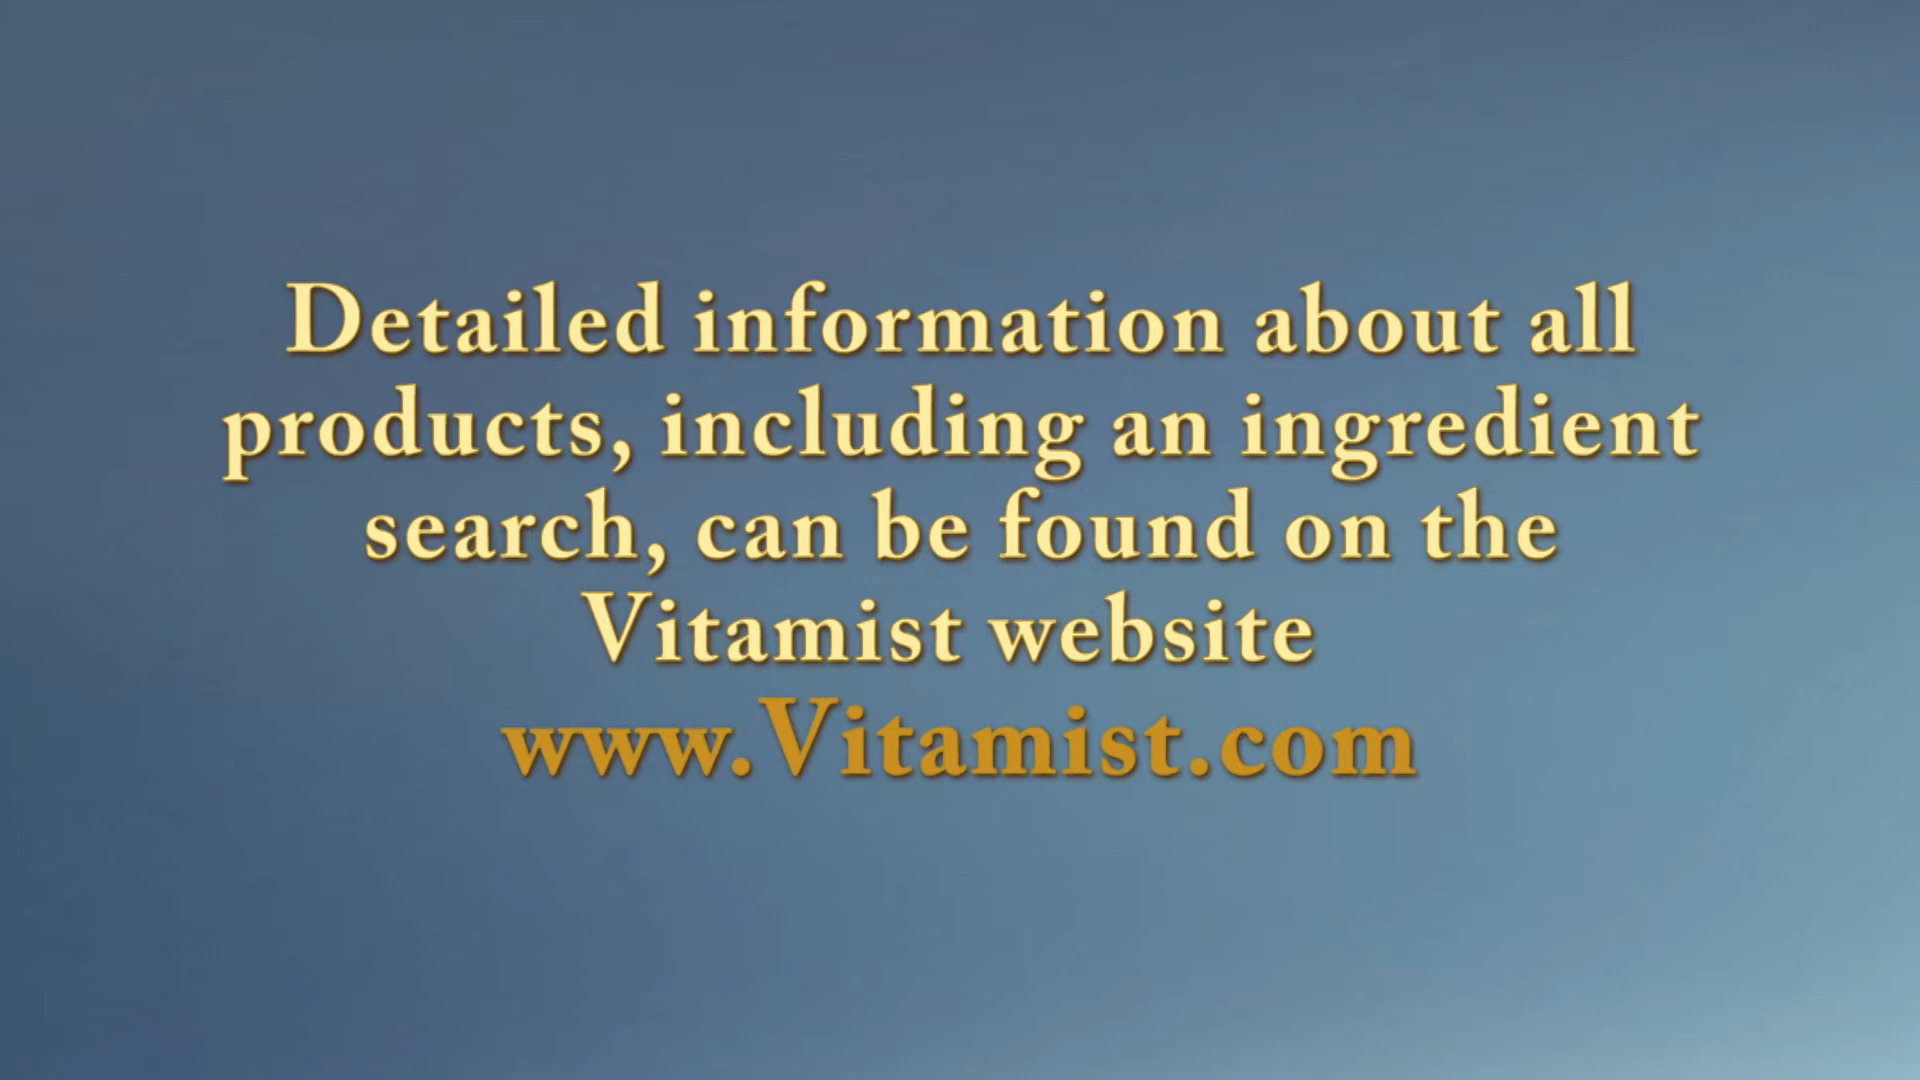 Detailed information about all
products, including an ingredient
search, can be found on the
Vitamist website
www.Vitamist.com